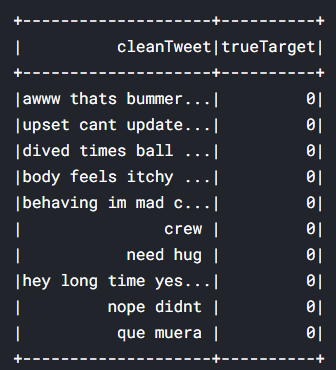 +--------------------+----------+
|          cleanTweet|trueTarget|
+--------------------+----------+
|awww thats bummer...|         0|
|upset cant update...|         0|
|dived times ball ...|         0|
|body feels itchy ...|         0|
|behaving im mad c...|         0|
|               crew |         0|
|           need hug |         0|
|hey long time yes...|         0|
|         nope didnt |         0|
|          que muera |         0|
+--------------------+----------+